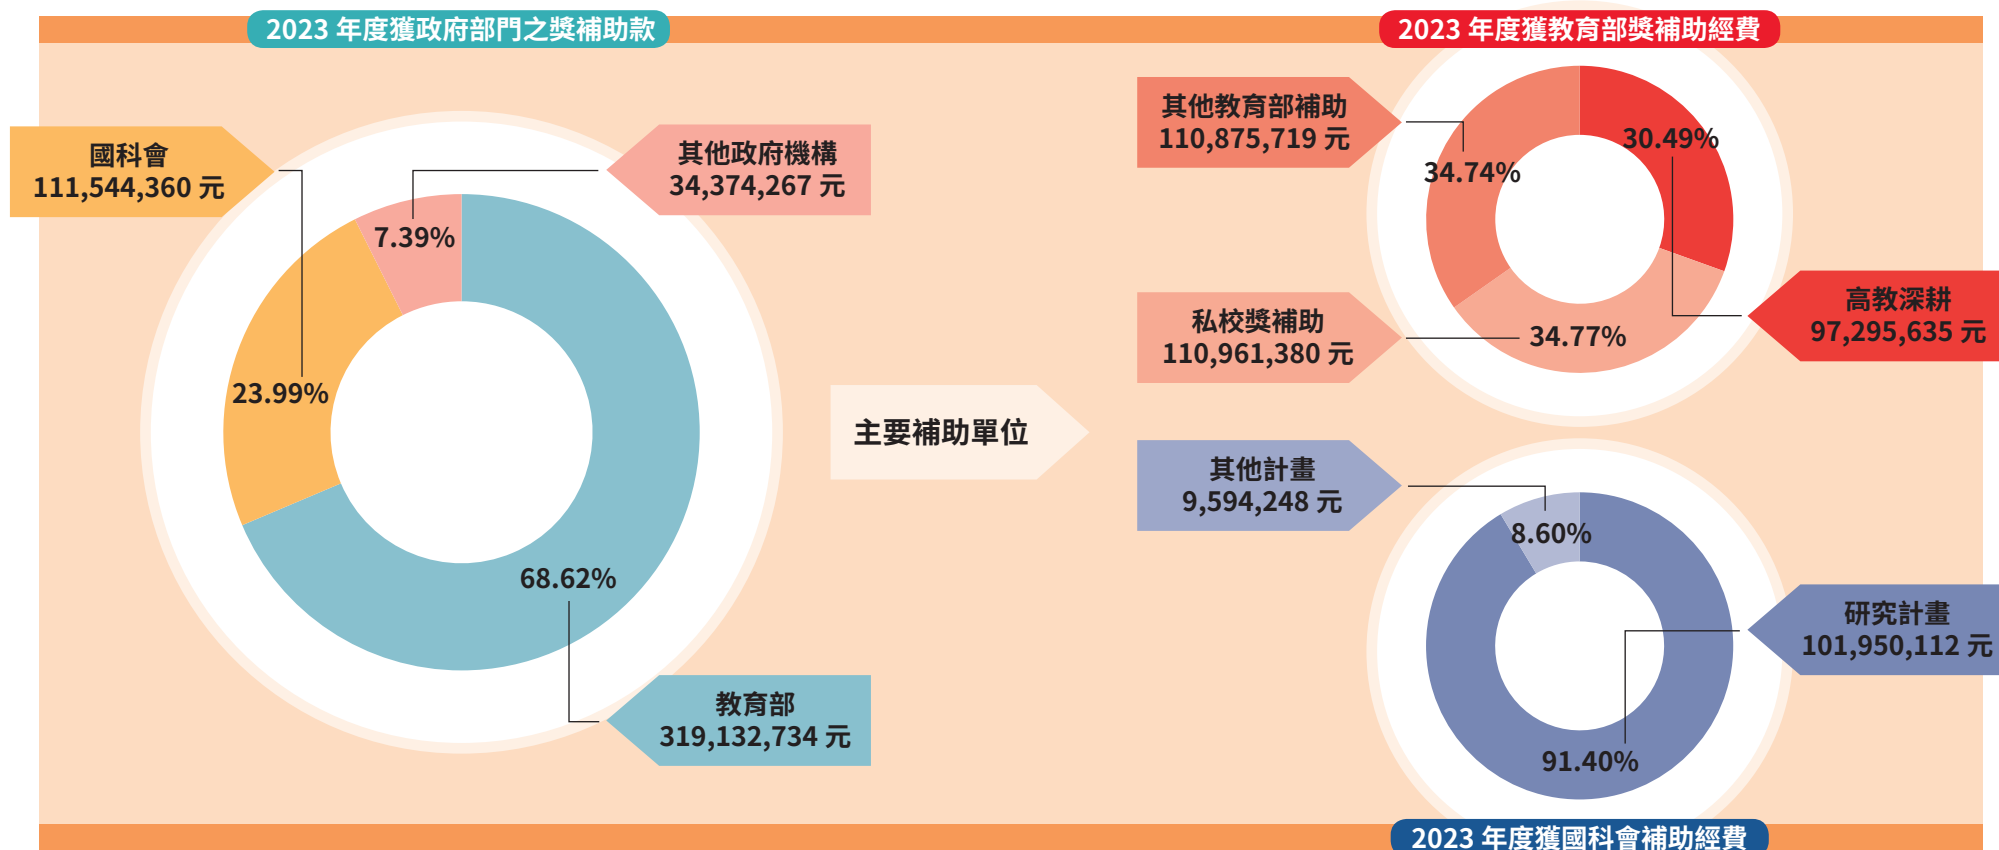 2023 年度獲政府部門之獎補助款
國科會
111,544,360 元
其他政府機構
34,374,267 元
7.39%
23.99%
68.62%
教育部
319,132,734 元
主要補助單位
2023 年度獲教育部獎補助經費
其他教育部補助
110,875,719 元
30.49%
34.74%
高教深耕
97,295,635 元
私校獎補助
110,961,380 元
34.77%
其他計畫
9,594,248 元
8.60%
研究計畫
101,950,112 元
91.40%
2023 年度獲國科會補助經費